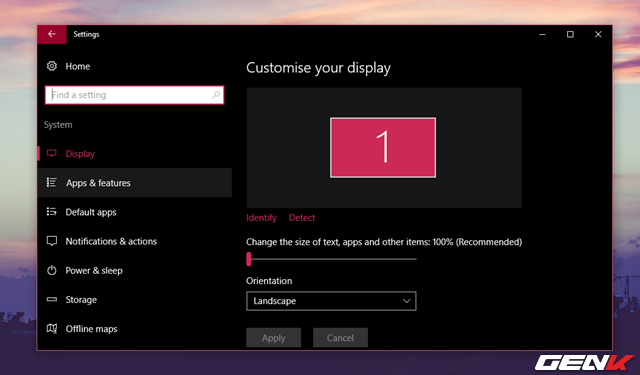 Settings
Home
Find a setting
System
Display
Apps & features
Default apps
Notifications & actions
Power & sleep
Storage
Offline maps
Customise your display
1
Identify Detect
Change the size of text, apps and other items: 100% (Recommended)
Orientation
Landscape
Apply Cancel
GENK